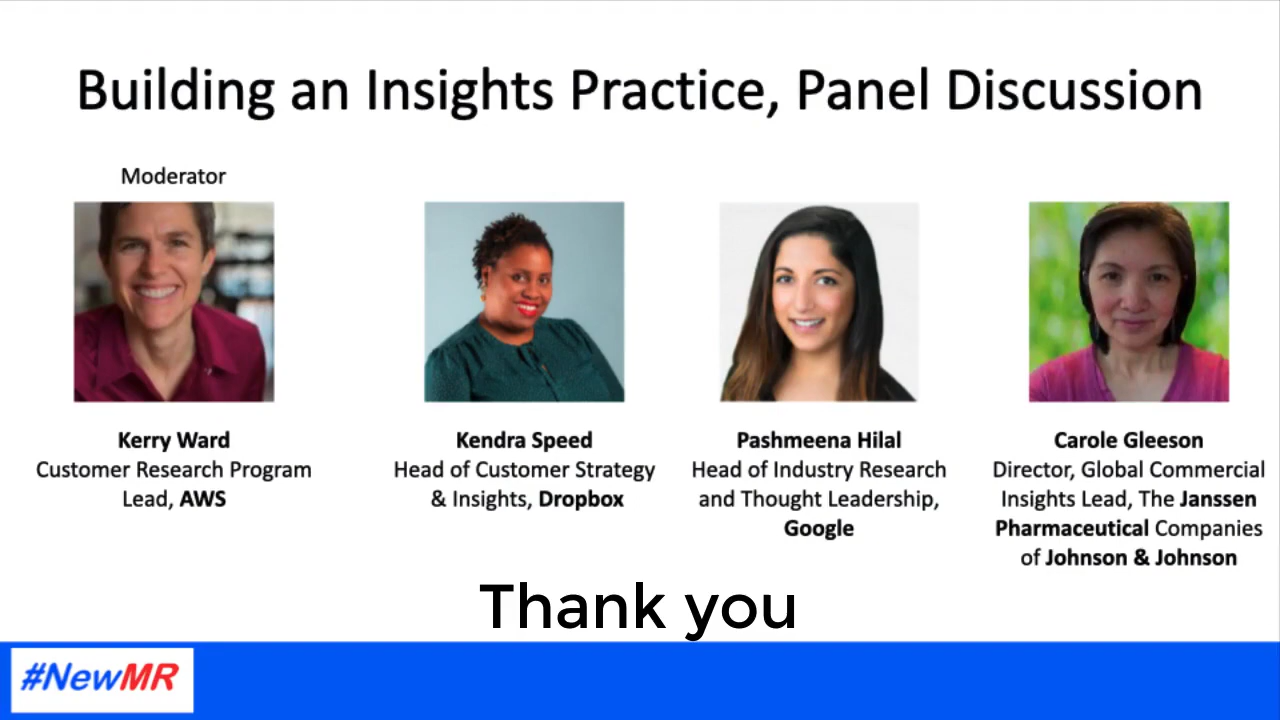 Building an Insights Practice, Panel Discussion
Moderator
Kerry Ward
Customer Research Program
Lead, AWS
Kendra Speed
Head of Customer Strategy
& Insights, Dropbox
Pashmeena Hilal
Head of Industry Research
and Thought Leadership,
Google
Carole Gleeson
Director, Global Commercial
Insights Lead, The Janssen
Pharmaceutical Companies
of Johnson & Johnson
Thank you
#NewMR